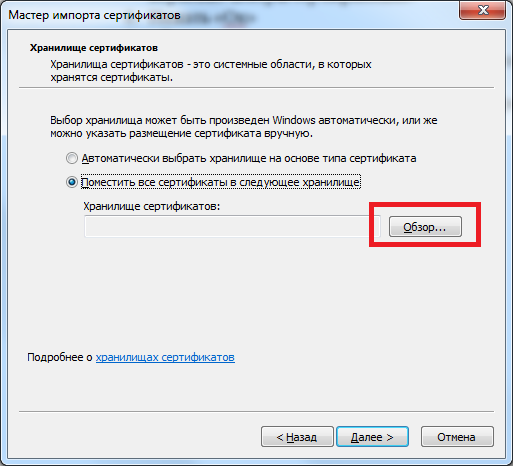 Мастер импорта сертификатов
Хранилище сертификатов
Хранилища сертификатов - это системные области, в которых
хранятся сертификаты.
Выбор хранилища может быть произведен Windows автоматически, или же
можно указать размещение сертификата вручную.
Автоматически выбрать хранилище на основе типа сертификата
Поместить все сертификаты в следующее хранилище
Хранилище сертификатов:
Обзор...
Подробнее о хранилищах сертификатов
< Назад
Далее >
Отмена